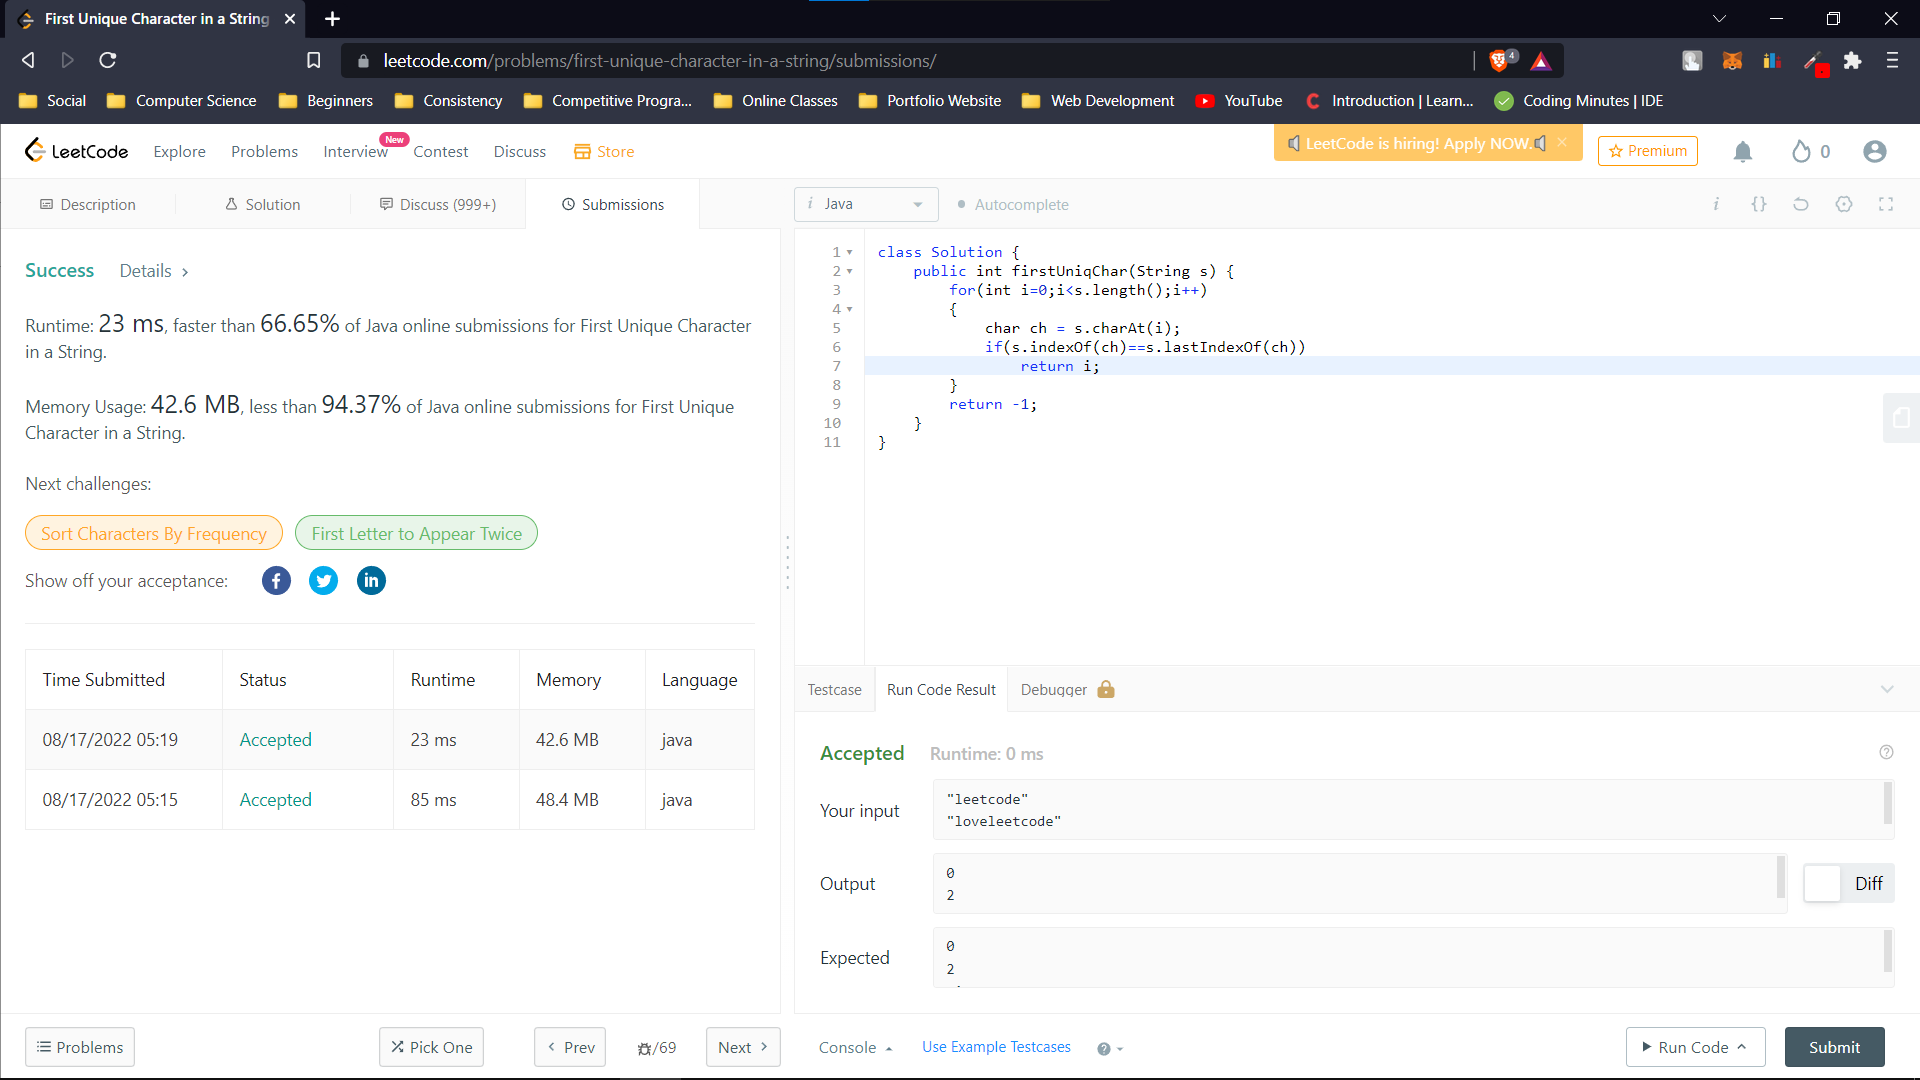 First Unique Character in a String
leetcode.com/problems/first-unique-character-in-a-string/submissions/
4
Social
Computer Science
Beginners
Consistency
Competitive Progra...
Online Classes
Portfolio Website
Web Development
YouTube
Introduction | Learn...
Coding Minutes | IDE
LeetCode
Explore
Problems
Interview
New
Contest
Discuss
Store
LeetCode is hiring! Apply NOW.
Premium
0
Description
Solution
Discuss (999+)
Submissions
i Java
Autocomplete
i {}
Success
Details >
Runtime: 23 ms, faster than 66.65% of Java online submissions for First Unique Character
in a String.
Memory Usage: 42.6 MB, less than 94.37% of Java online submissions for First Unique
Character in a String.
Next challenges:
Sort Characters By Frequency
First Letter to Appear Twice
Show off your acceptance:
Time Submitted Status Runtime Memory Language
08/17/2022 05:19 Accepted 23 ms 42.6 MB java
08/17/2022 05:15 Accepted 85 ms 48.4 MB java
1 class Solution {
2 public int firstUniqChar(String s) {
3 for(int i=0;i<s.length();i++)
4 {
5 char ch = s.charAt(i);
6 if(s.indexOf(ch)==s.lastIndexOf(ch))
7 return i;
8 }
9 return -1;
10 }
11 }
Testcase
Run Code Result
Debugger
Accepted Runtime: 0 ms
Your input
"leetcode"
"loveleetcode"
Output
0
2
Diff
Expected
0
2
Problems
Pick One
< Prev
/69
Next >
Console
Use Example Testcases
Run Code
Submit